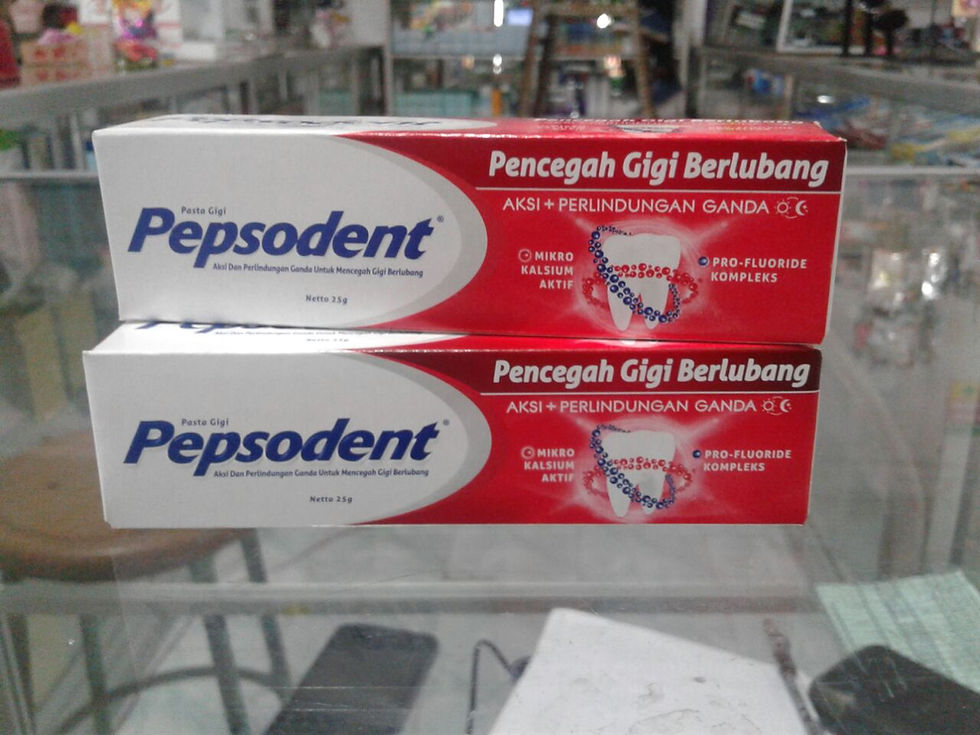 Pencegah Gigi Berlubang
AKSI + PERLINDUNGAN GANDA
Pasta Gigi
Pepsodent®
Aksi Dan Perlindungan Ganda Untuk Mencegah Gigi Berlubang
Netto 25g
MIKRO
KALSIUM
AKTIF
PRO-FLUORIDE
KOMPLEKS
Pencegah Gigi Berlubang
AKSI + PERLINDUNGAN GANDA
Pasta Gigi
Pepsodent®
Aksi Dan Perlindungan Ganda Untuk Mencegah Gigi Berlubang
Netto 25g
MIKRO
KALSIUM
AKTIF
PRO-FLUORIDE
KOMPLEKS